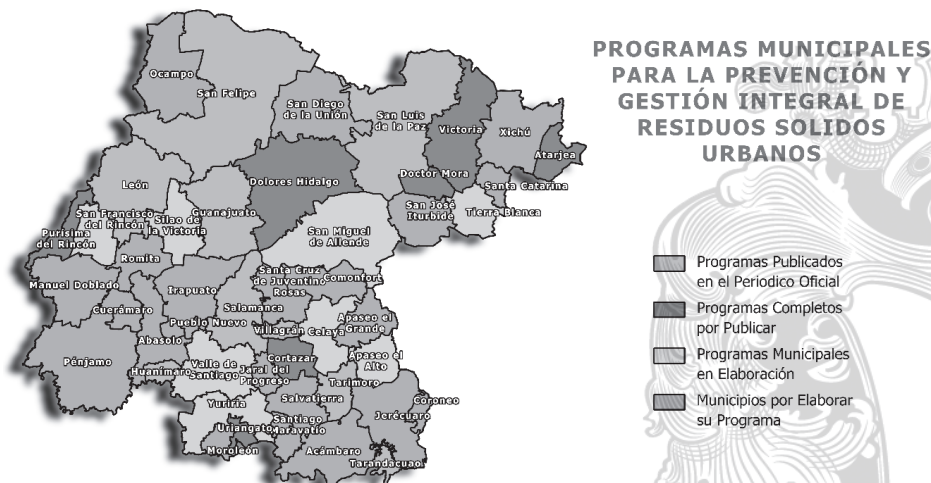 PROGRAMAS MUNICIPALES
PARA LA PREVENCIÓN Y
GESTIÓN INTEGRAL DE
RESIDUOS SOLIDOS
URBANOS
Ocampo
San Felipe
San Diego
de la Unión
San Luis
de la Paz
Victoria
Xichú
Atarjea
Doctor Mora
Santa Catarina
León
Dolores Hidalgo
San Francisco
del Rincón
Silao de
la Victoria
Guanajuato
San José
Iturbide
Tierra Blanca
Purísima
del Rincón
San Miguel
de Allende
Romita
Manuel Doblado
Irapuato
Santa Cruz
de Juventino
Rosas
Comonfort
Cuerámaro
Salamanca
Pueblo Nuevo
Villagrán
Celaya
Apaseo el
Grande
Abasolo
Pénjamo
Huanímaro
Valle de
Santiago
Cortazar
Jaral del
Progreso
Apaseo el
Alto
Tarimoro
Yuriria
Salvatierra
Coroneo
Jerécuaro
Uriangato
Santiago
Maravatío
Moroleón
Acámbaro
Tarandacuao
Programas Publicados
en el Periodico Oficial
Programas Completos
por Publicar
Programas Municipales
en Elaboración
Municipios por Elaborar
su Programa